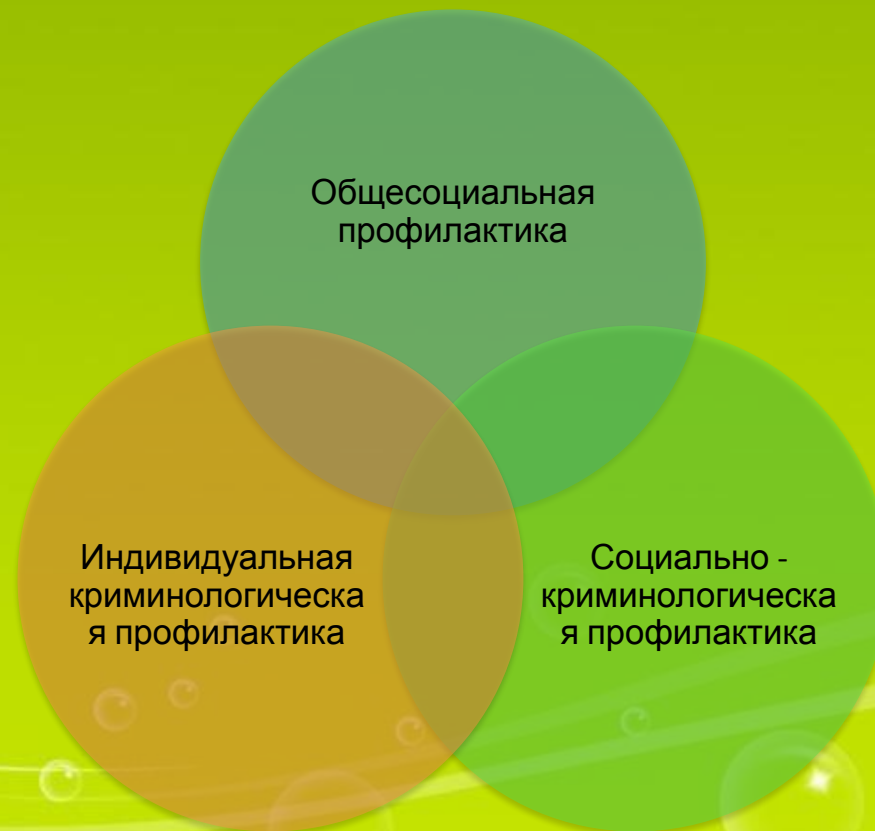 Общесоциальная
профилактика
Индивидуальная
криминологическа
я профилактика
Социально -
криминологическа
я профилактика